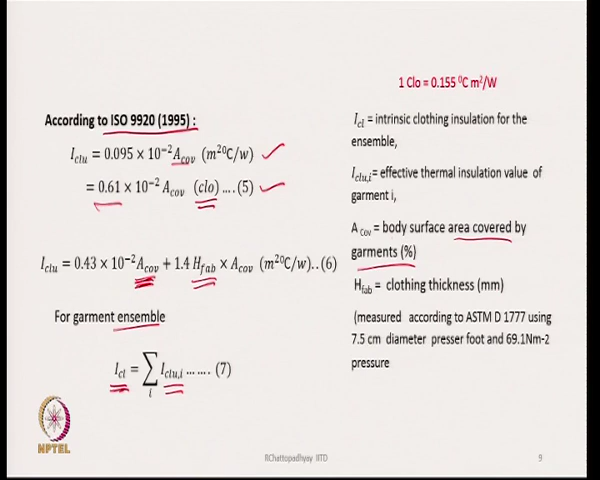 1 Clo = 0.155 ⁰C m²/W
According to ISO 9920 (1995) :
I_clu = 0.095 × 10⁻² A_cov (m²⁰C/w)
= 0.61 × 10⁻² A_cov (clo) .... (5)
I_clu = 0.43 × 10⁻² A_cov + 1.4 H_fab × A_cov (m²⁰C/w)..(6)
For garment ensemble
I_cl = ∑_i I_clu,i ....... (7)
I_cl = intrinsic clothing insulation for the
ensemble,
I_clu,i = effective thermal insulation value of
garment i,
A_Cov = body surface area covered by
garments (%)
H_fab = clothing thickness (mm)
(measured according to ASTM D 1777 using
7.5 cm diameter presser foot and 69.1Nm-2
pressure
NPTEL
RChattopadhyay IITD
9